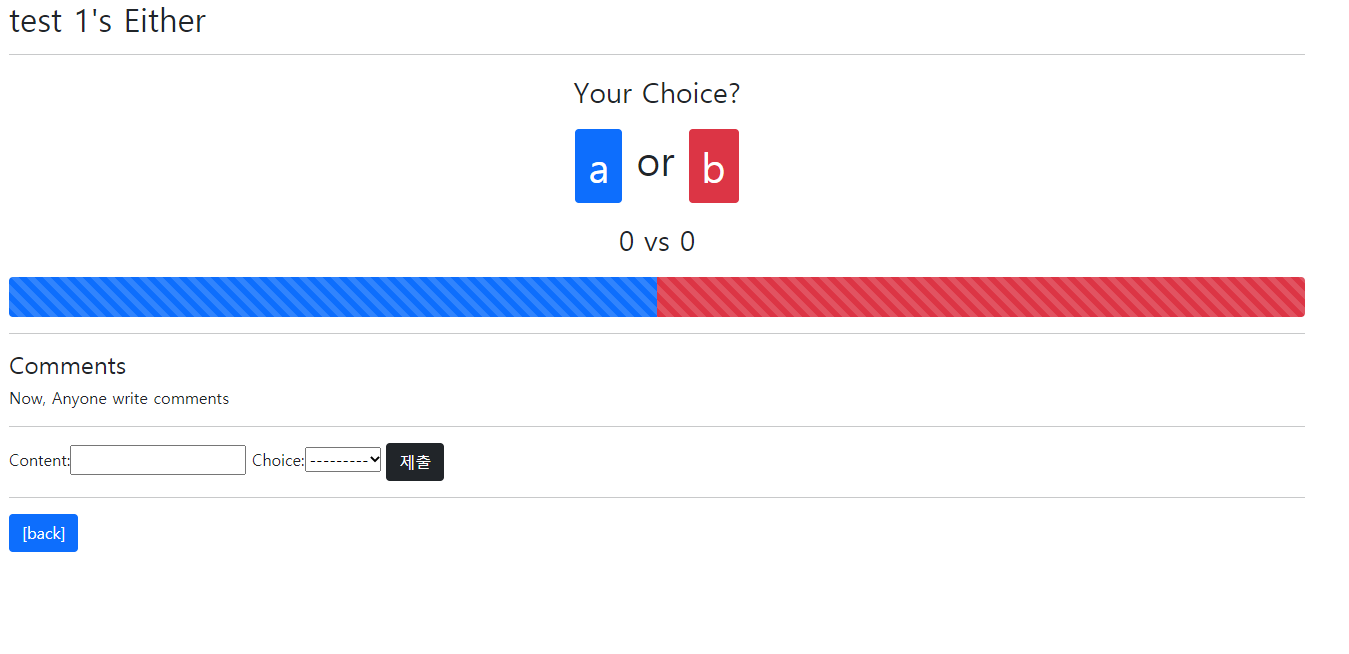 test 1's Either
Your Choice?
a or b
0 vs 0
Comments
Now, Anyone write comments
Content: Choice: --------- 제출
[back]